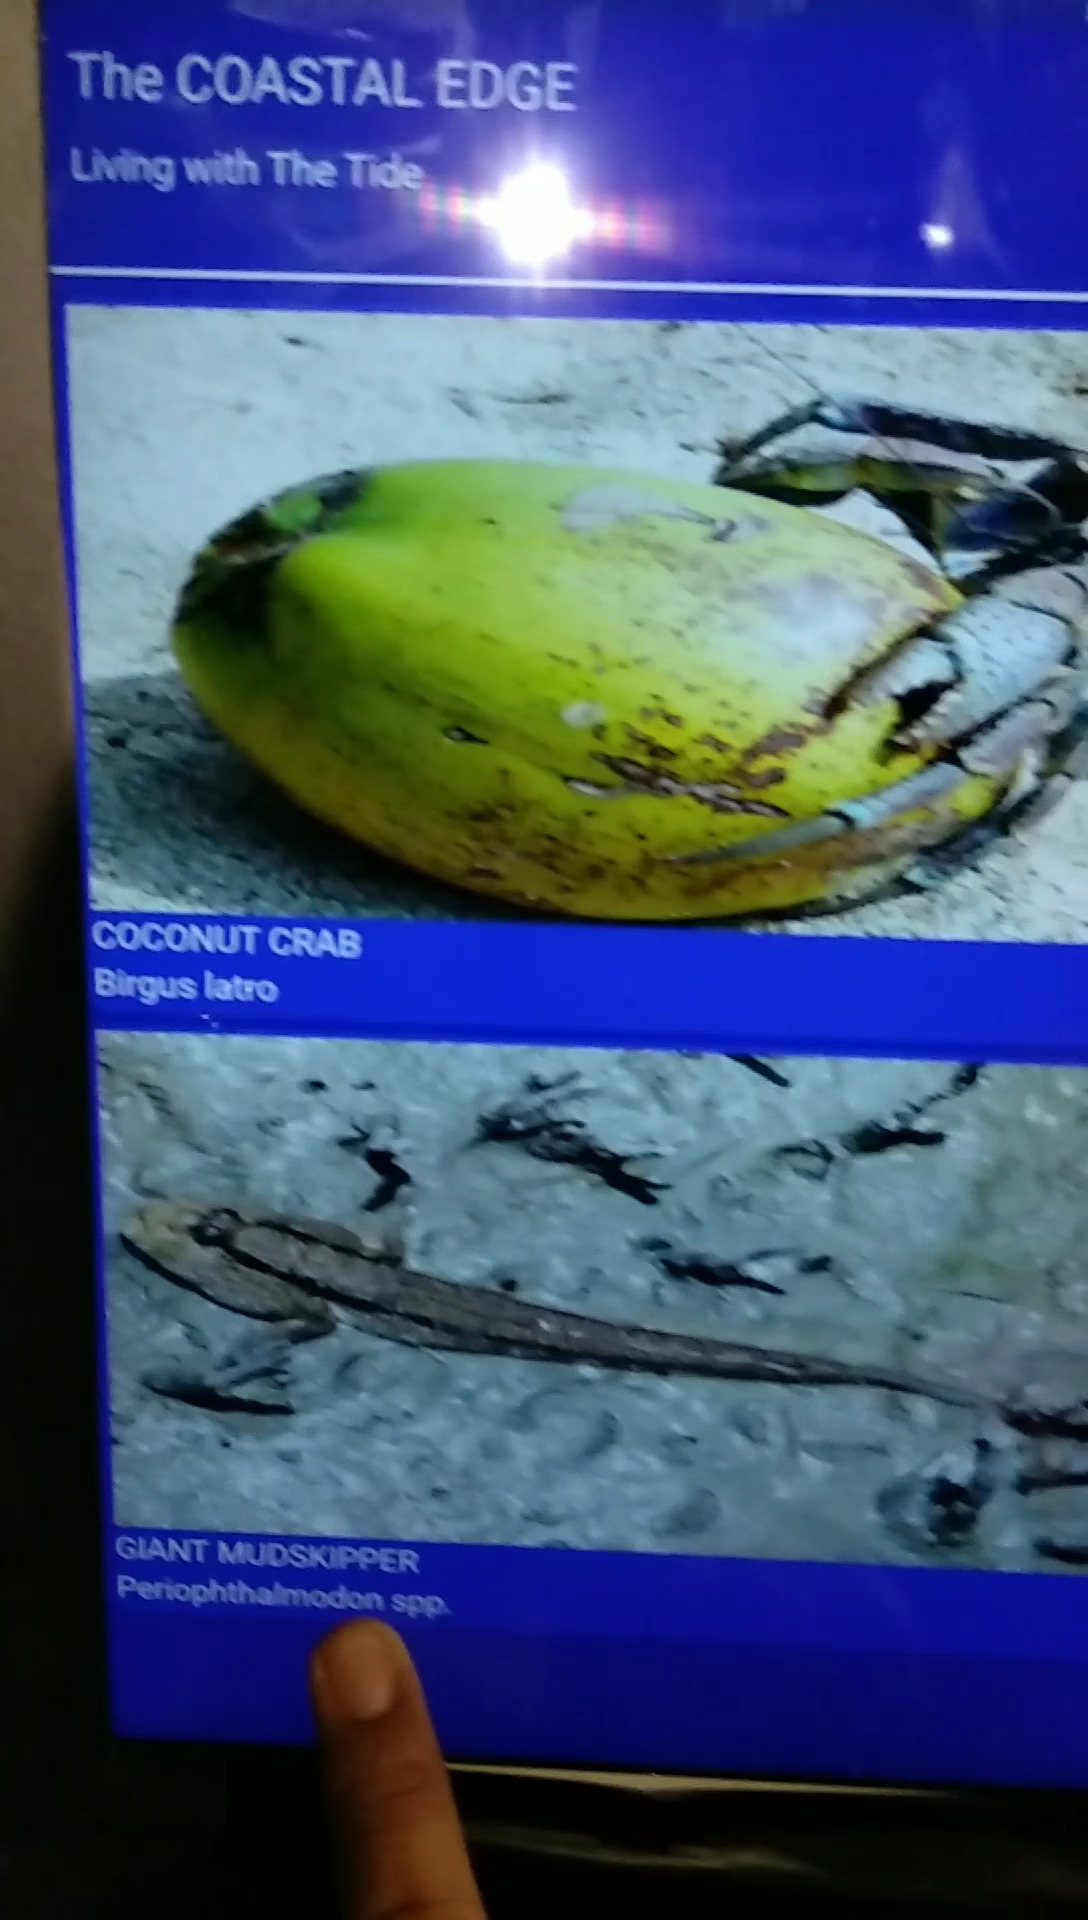 The COASTAL EDGE
Living with The Tide
COCONUT CRAB
Birgus latro
GIANT MUDSKIPPER
Periophthalmodon spp.